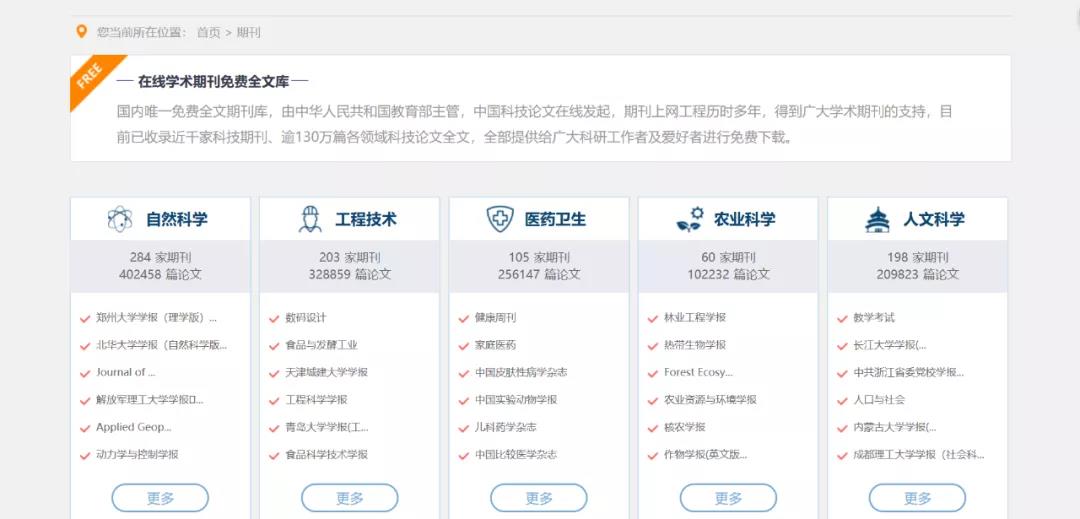 您当前所在位置： 首页 > 期刊
FREE
在线学术期刊免费全文库
国内唯一免费全文期刊库，由中华人民共和国教育部主管，中国科技论文在线发起，期刊上网工程历时多年，得到广大学术期刊的支持，目
前已收录近千家科技期刊、逾130万篇各领域科技论文全文，全部提供给广大科研工作者及爱好者进行免费下载。
自然科学
284 家期刊
402458 篇论文
郑州大学学报（理学版）...
北华大学学报（自然科学版...
Journal of ...
解放军理工大学学报...
Applied Geop...
动力学与控制学报
更多
工程技术
203 家期刊
328859 篇论文
数码设计
食品与发酵工业
天津城建大学学报
工程科学学报
青岛大学学报(工...
食品科学技术学报
更多
医药卫生
105 家期刊
256147 篇论文
健康周刊
家庭医药
中国皮肤性病学杂志
中国实验动物学报
儿科药学杂志
中国比较医学杂志
更多
农业科学
60 家期刊
102232 篇论文
林业工程学报
热带生物学报
Forest Ecosy...
农业资源与环境学报
核农学报
作物学报(英文版...
更多
人文科学
198 家期刊
209823 篇论文
教学考试
长江大学学报(...
中共浙江省委党校学报...
人口与社会
内蒙古大学学报(...
成都理工大学学报（社会科...
更多